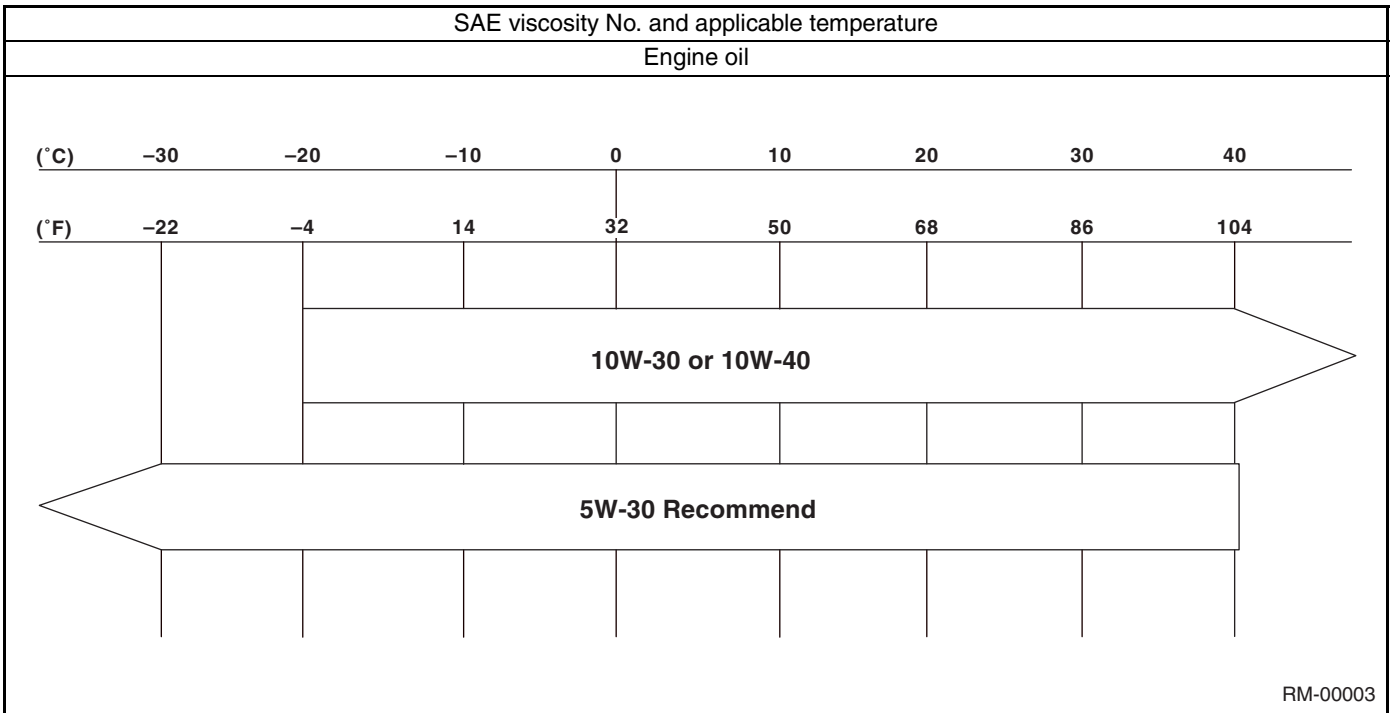 SAE viscosity No. and applicable temperature
Engine oil
(˚C) –30 –20 –10 0 10 20 30 40
(˚F) –22 –4 14 32 50 68 86 104
10W-30 or 10W-40
5W-30 Recommend
RM-00003